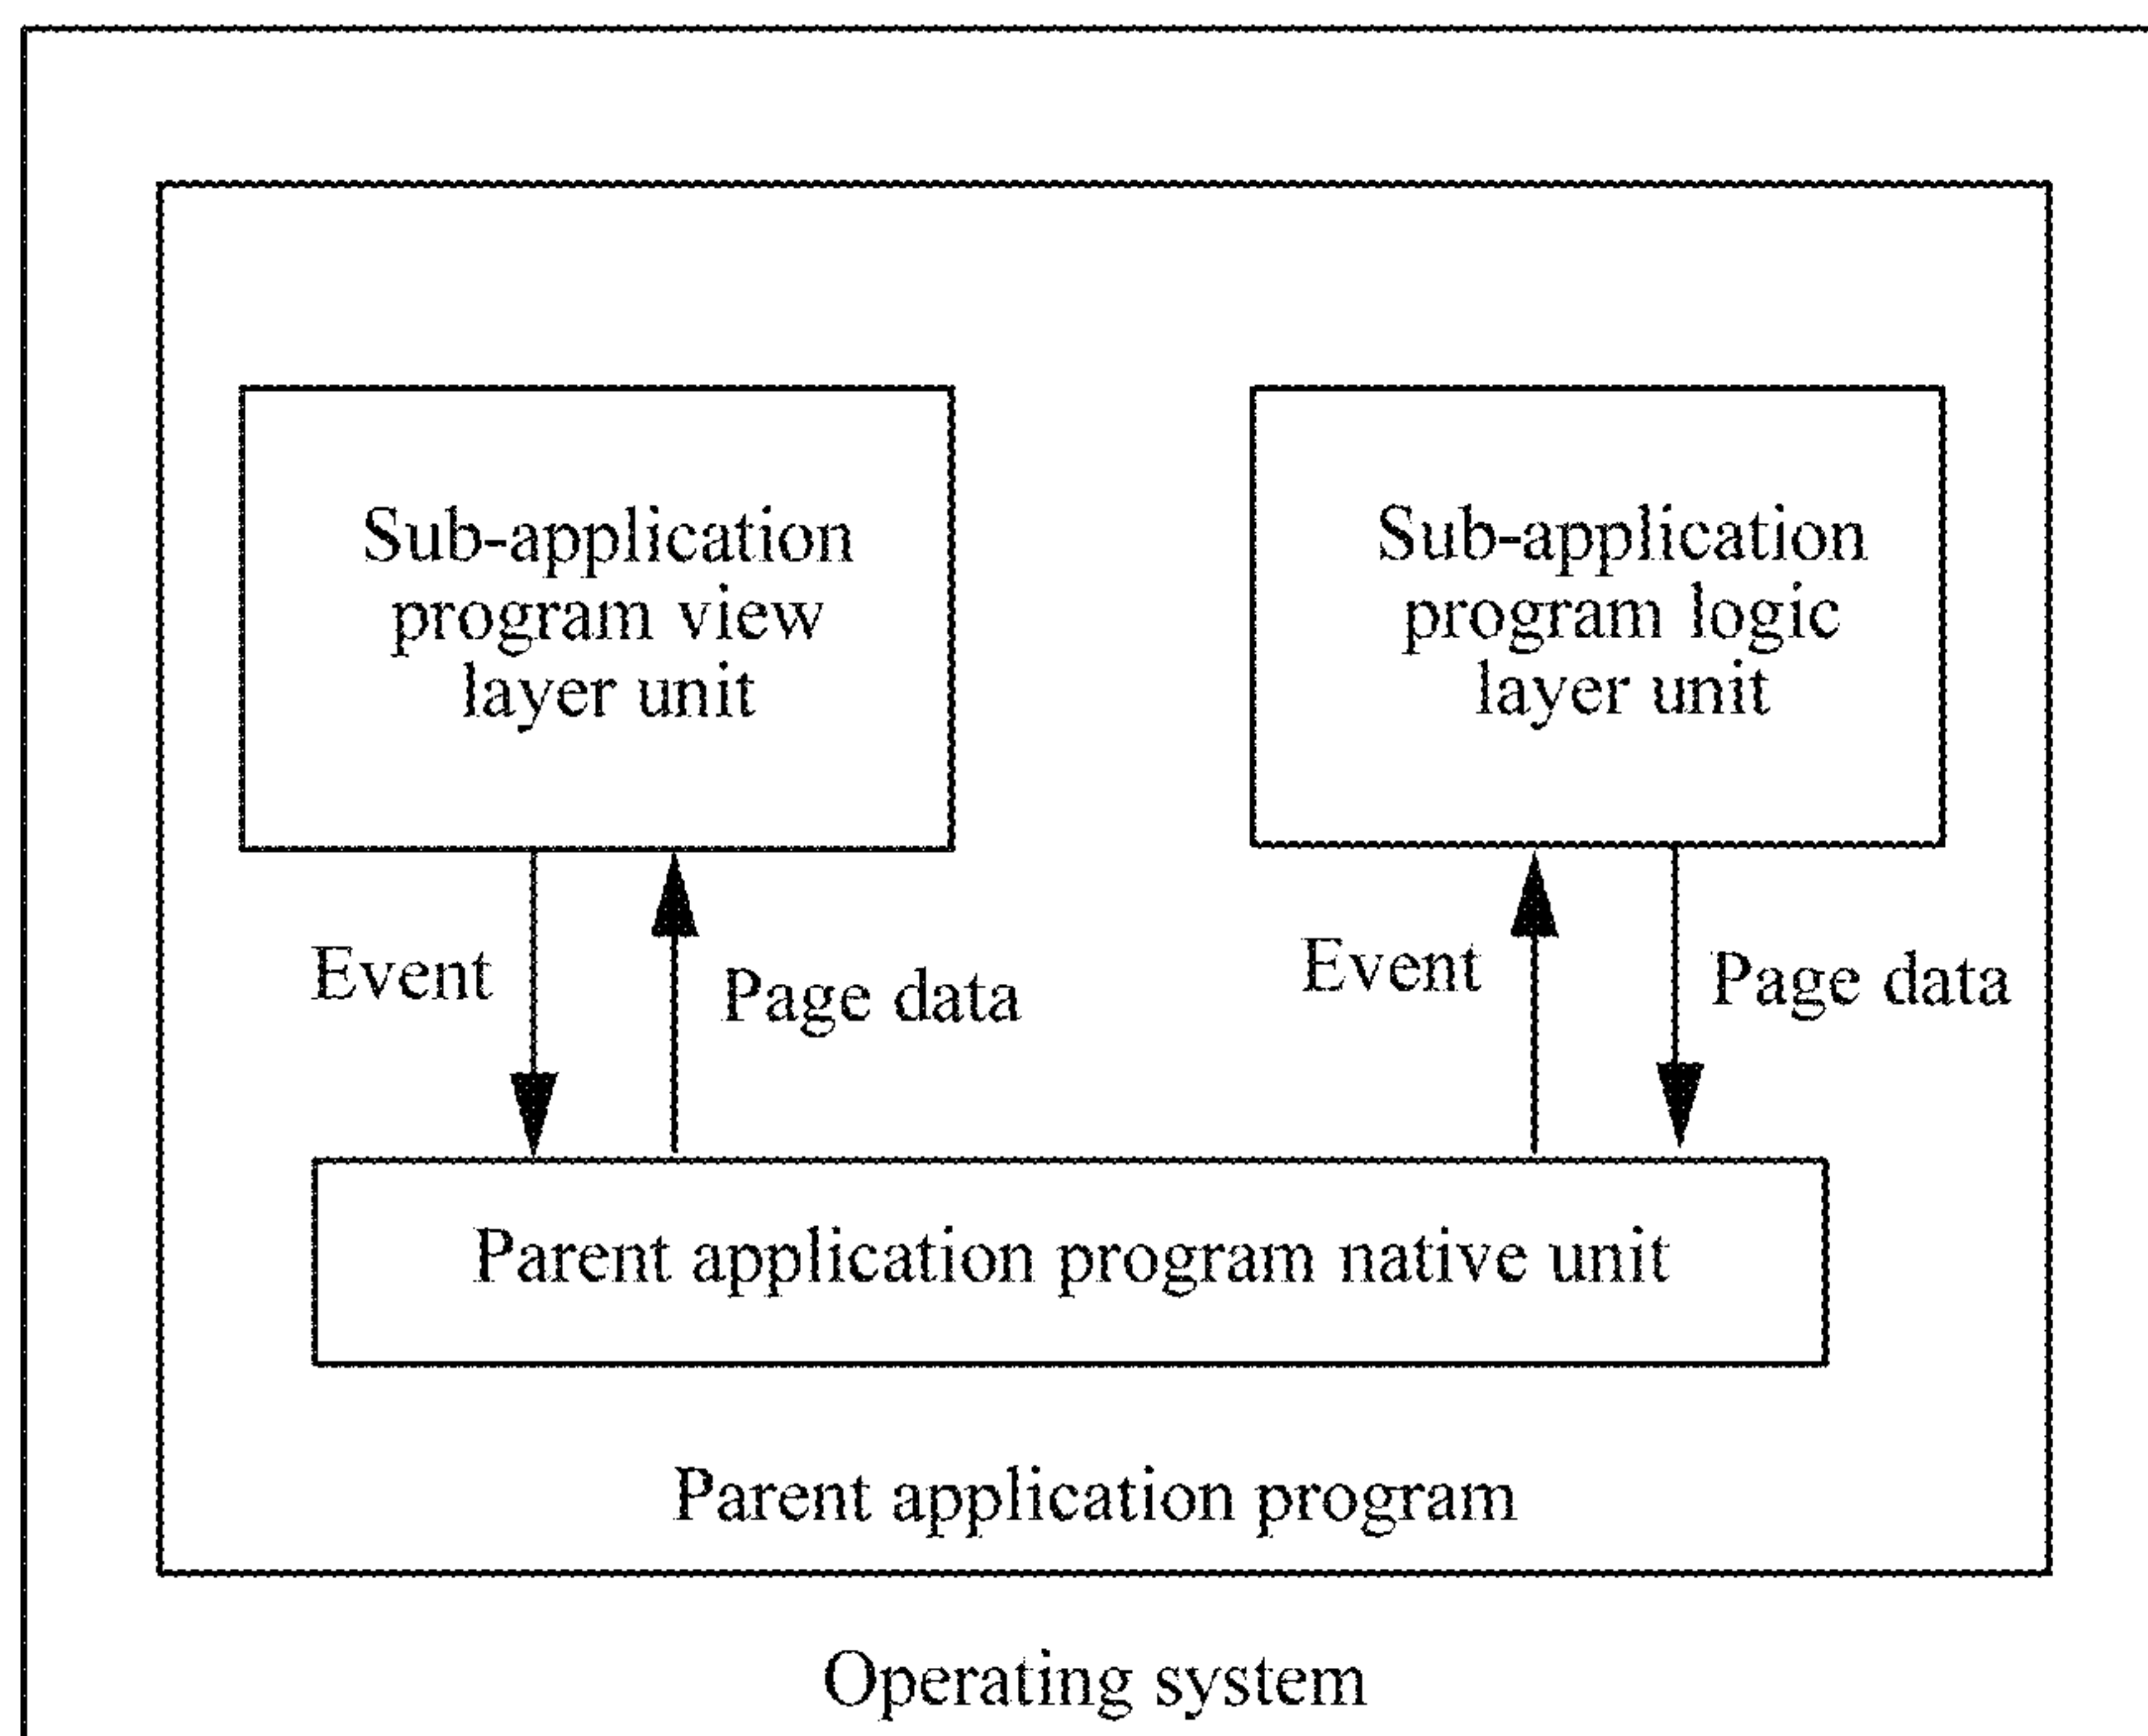 Sub-application
program view
layer unit
Sub-application
program logic
layer unit
Event
Page data
Event
Page data
Parent application program native unit
Parent application program
Operating system